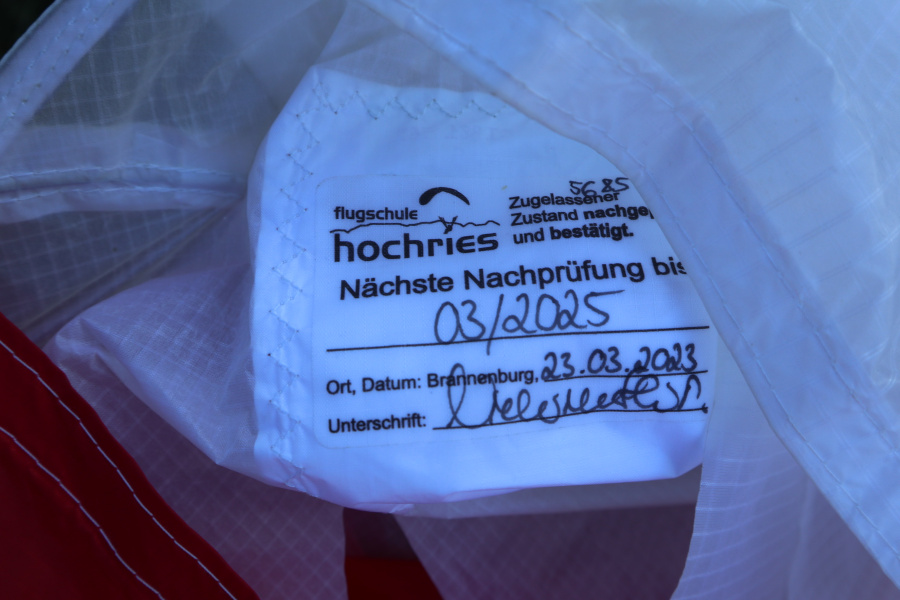 5685
flugschule
hochries
Zugelassener
Zustand nachgep
und bestätigt.
Nächste Nachprüfung bis
03/2025
Ort, Datum: Brannenburg, 23.03.2023
Unterschrift: